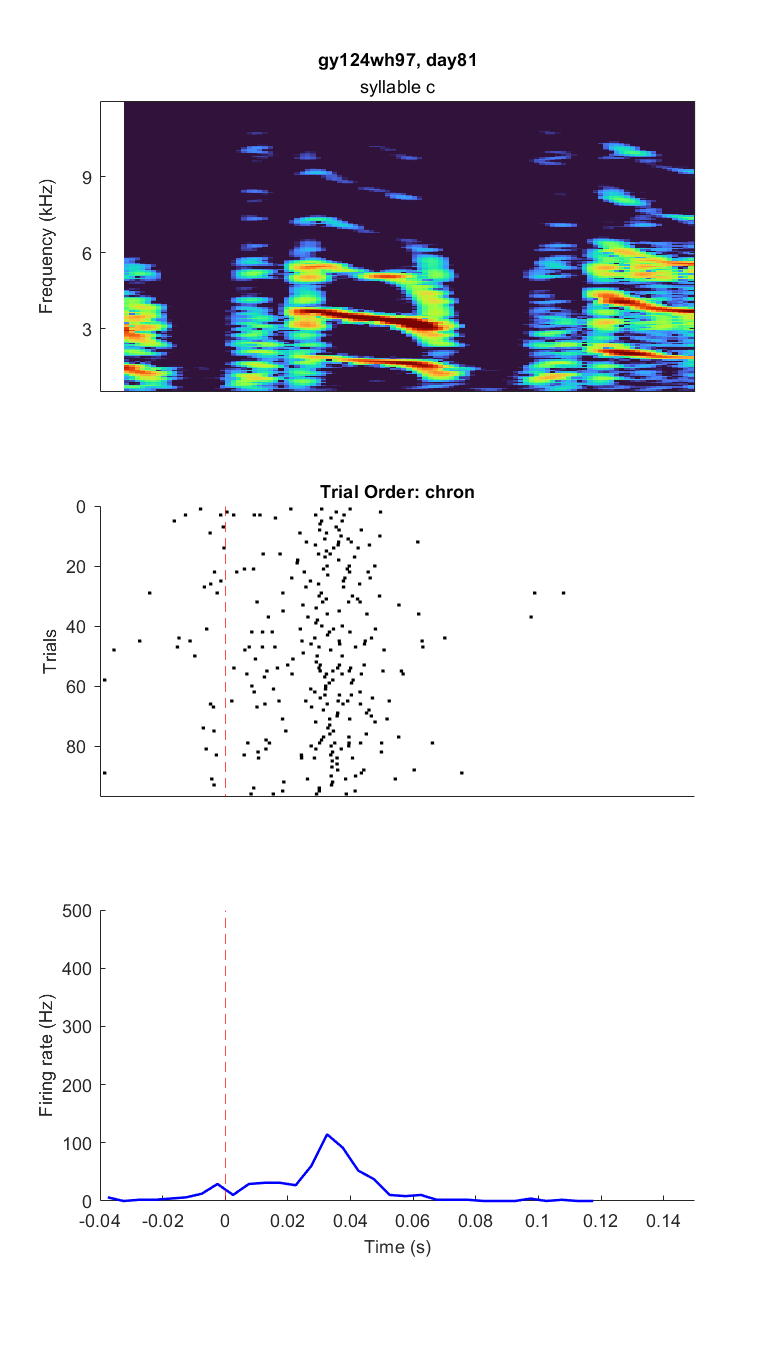 gy124wh97, day81
syllable c
Frequency (kHz)
9
6
3
Trial Order: chron
Trials
0
20
40
60
80
Firing rate (Hz)
500
400
300
200
100
0
-0.04 -0.02 0 0.02 0.04 0.06 0.08 0.1 0.12 0.14
Time (s)